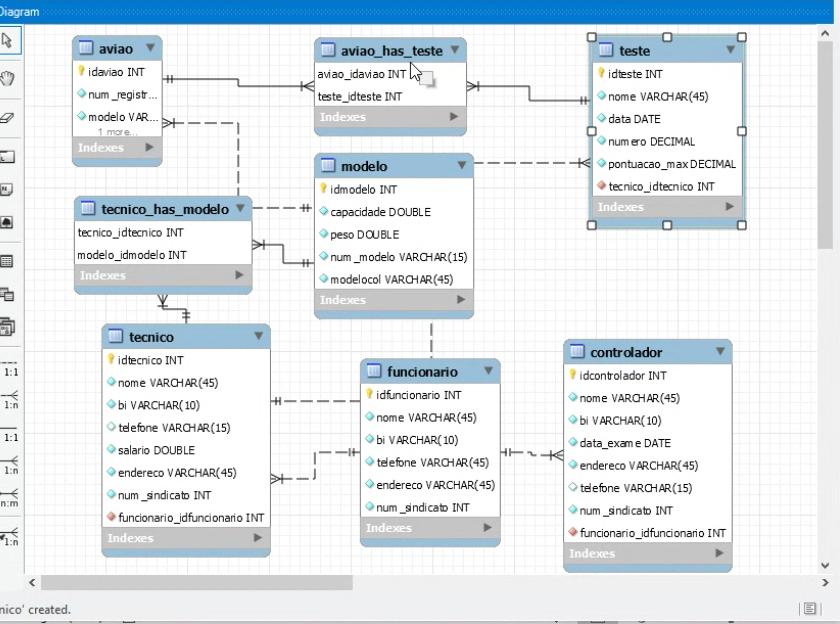 Diagram
aviao
idaviao INT
num_registr...
modelo VAR...
1 more...
Indexes
aviao_has_teste
aviao_idaviao INT
teste_idteste INT
Indexes
teste
idteste INT
nome VARCHAR(45)
data DATE
numero DECIMAL
pontuacao_max DECIMAL
tecnico_idtecnico INT
Indexes
modelo
idmodelo INT
capacidade DOUBLE
peso DOUBLE
num_modelo VARCHAR(15)
modelocol VARCHAR(45)
Indexes
tecnico_has_modelo
tecnico_idtecnico INT
modelo_idmodelo INT
Indexes
tecnico
idtecnico INT
nome VARCHAR(45)
bi VARCHAR(10)
telefone VARCHAR(15)
salario DOUBLE
endereco VARCHAR(45)
num_sindicato INT
funcionario_idfuncionario INT
Indexes
funcionario
idfuncionario INT
nome VARCHAR(45)
bi VARCHAR(10)
telefone VARCHAR(45)
endereco VARCHAR(45)
num_sindicato INT
Indexes
controlador
idcontrolador INT
nome VARCHAR(45)
bi VARCHAR(10)
data_exame DATE
endereco VARCHAR(45)
telefone VARCHAR(15)
num_sindicato INT
funcionario_idfuncionario INT
Indexes
1:1
1:n
1:1
1:n
n:m
1:n
nico' created.